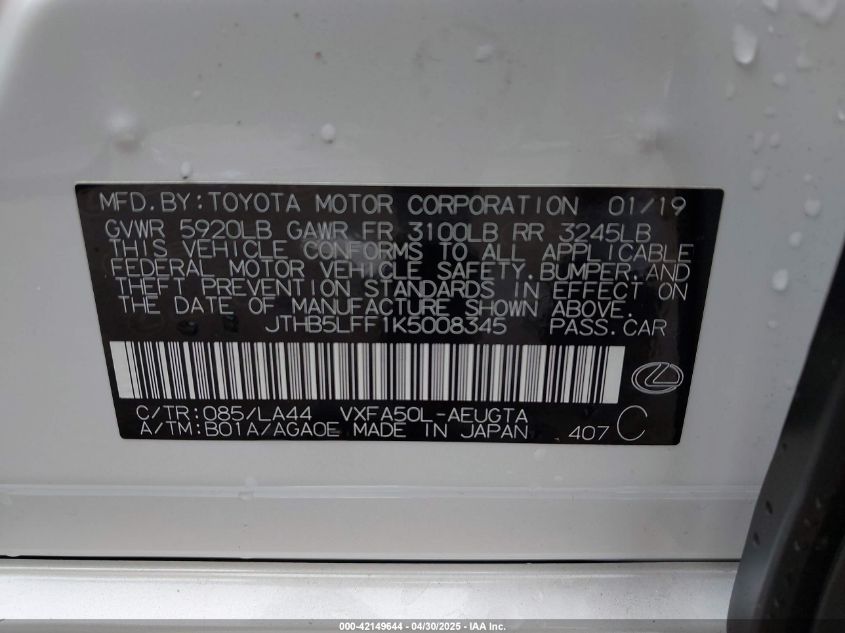 MFD.BY:TOYOTA MOTOR CORPORATION 01/19
GVWR 5920LB GAWR FR 3100LB RR 3245LB
THIS VEHICLE CONFORMS TO ALL APPLICABLE
FEDERAL MOTOR VEHICLE SAFETY,BUMPER,AND
THEFT PREVENTION STANDARDS IN EFFECT ON
THE DATE OF MANUFACTURE SHOWN ABOVE.
JTHB5LFF1K5008345 PASS.CAR
C/TR:085/LA44 VXFA50L-AEUGTA
A/TM:B01A/AGA0E MADE IN JAPAN 407 C
000-42149644 - 04/30/2025 - IAA Inc.